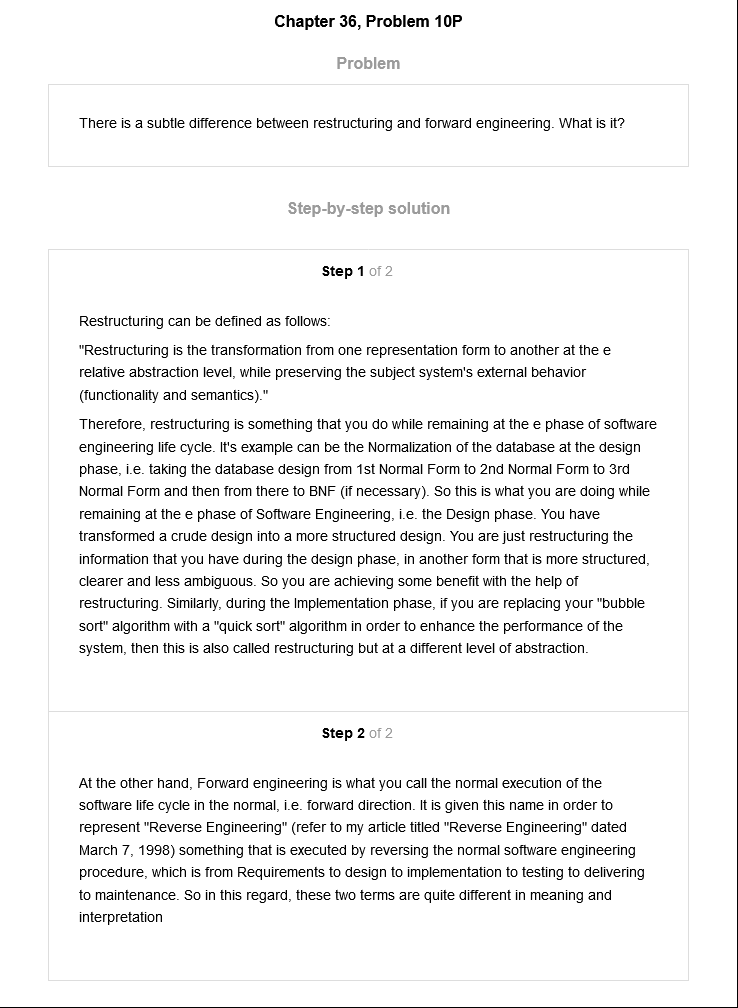 Chapter 36, Problem 10P
Problem
There is a subtle difference between restructuring and forward engineering. What is it?
Step-by-step solution
Step 1 of 2
Restructuring can be defined as follows:
"Restructuring is the transformation from one representation form to another at the e
relative abstraction level, while preserving the subject system's external behavior
(functionality and semantics)."
Therefore, restructuring is something that you do while remaining at the e phase of software
engineering life cycle. It's example can be the Normalization of the database at the design
phase, i.e. taking the database design from 1st Normal Form to 2nd Normal Form to 3rd
Normal Form and then from there to BNF (if necessary). So this is what you are doing while
remaining at the e phase of Software Engineering, i.e. the Design phase. You have
transformed a crude design into a more structured design. You are just restructuring the
information that you have during the design phase, in another form that is more structured,
clearer and less ambiguous. So you are achieving some benefit with the help of
restructuring. Similarly, during the Implementation phase, if you are replacing your "bubble
sort" algorithm with a "quick sort" algorithm in order to enhance the performance of the
system, then this is also called restructuring but at a different level of abstraction.
Step 2 of 2
At the other hand, Forward engineering is what you call the normal execution of the
software life cycle in the normal, i.e. forward direction. It is given this name in order to
represent "Reverse Engineering" (refer to my article titled "Reverse Engineering" dated
March 7, 1998) something that is executed by reversing the normal software engineering
procedure, which is from Requirements to design to implementation to testing to delivering
to maintenance. So in this regard, these two terms are quite different in meaning and
interpretation